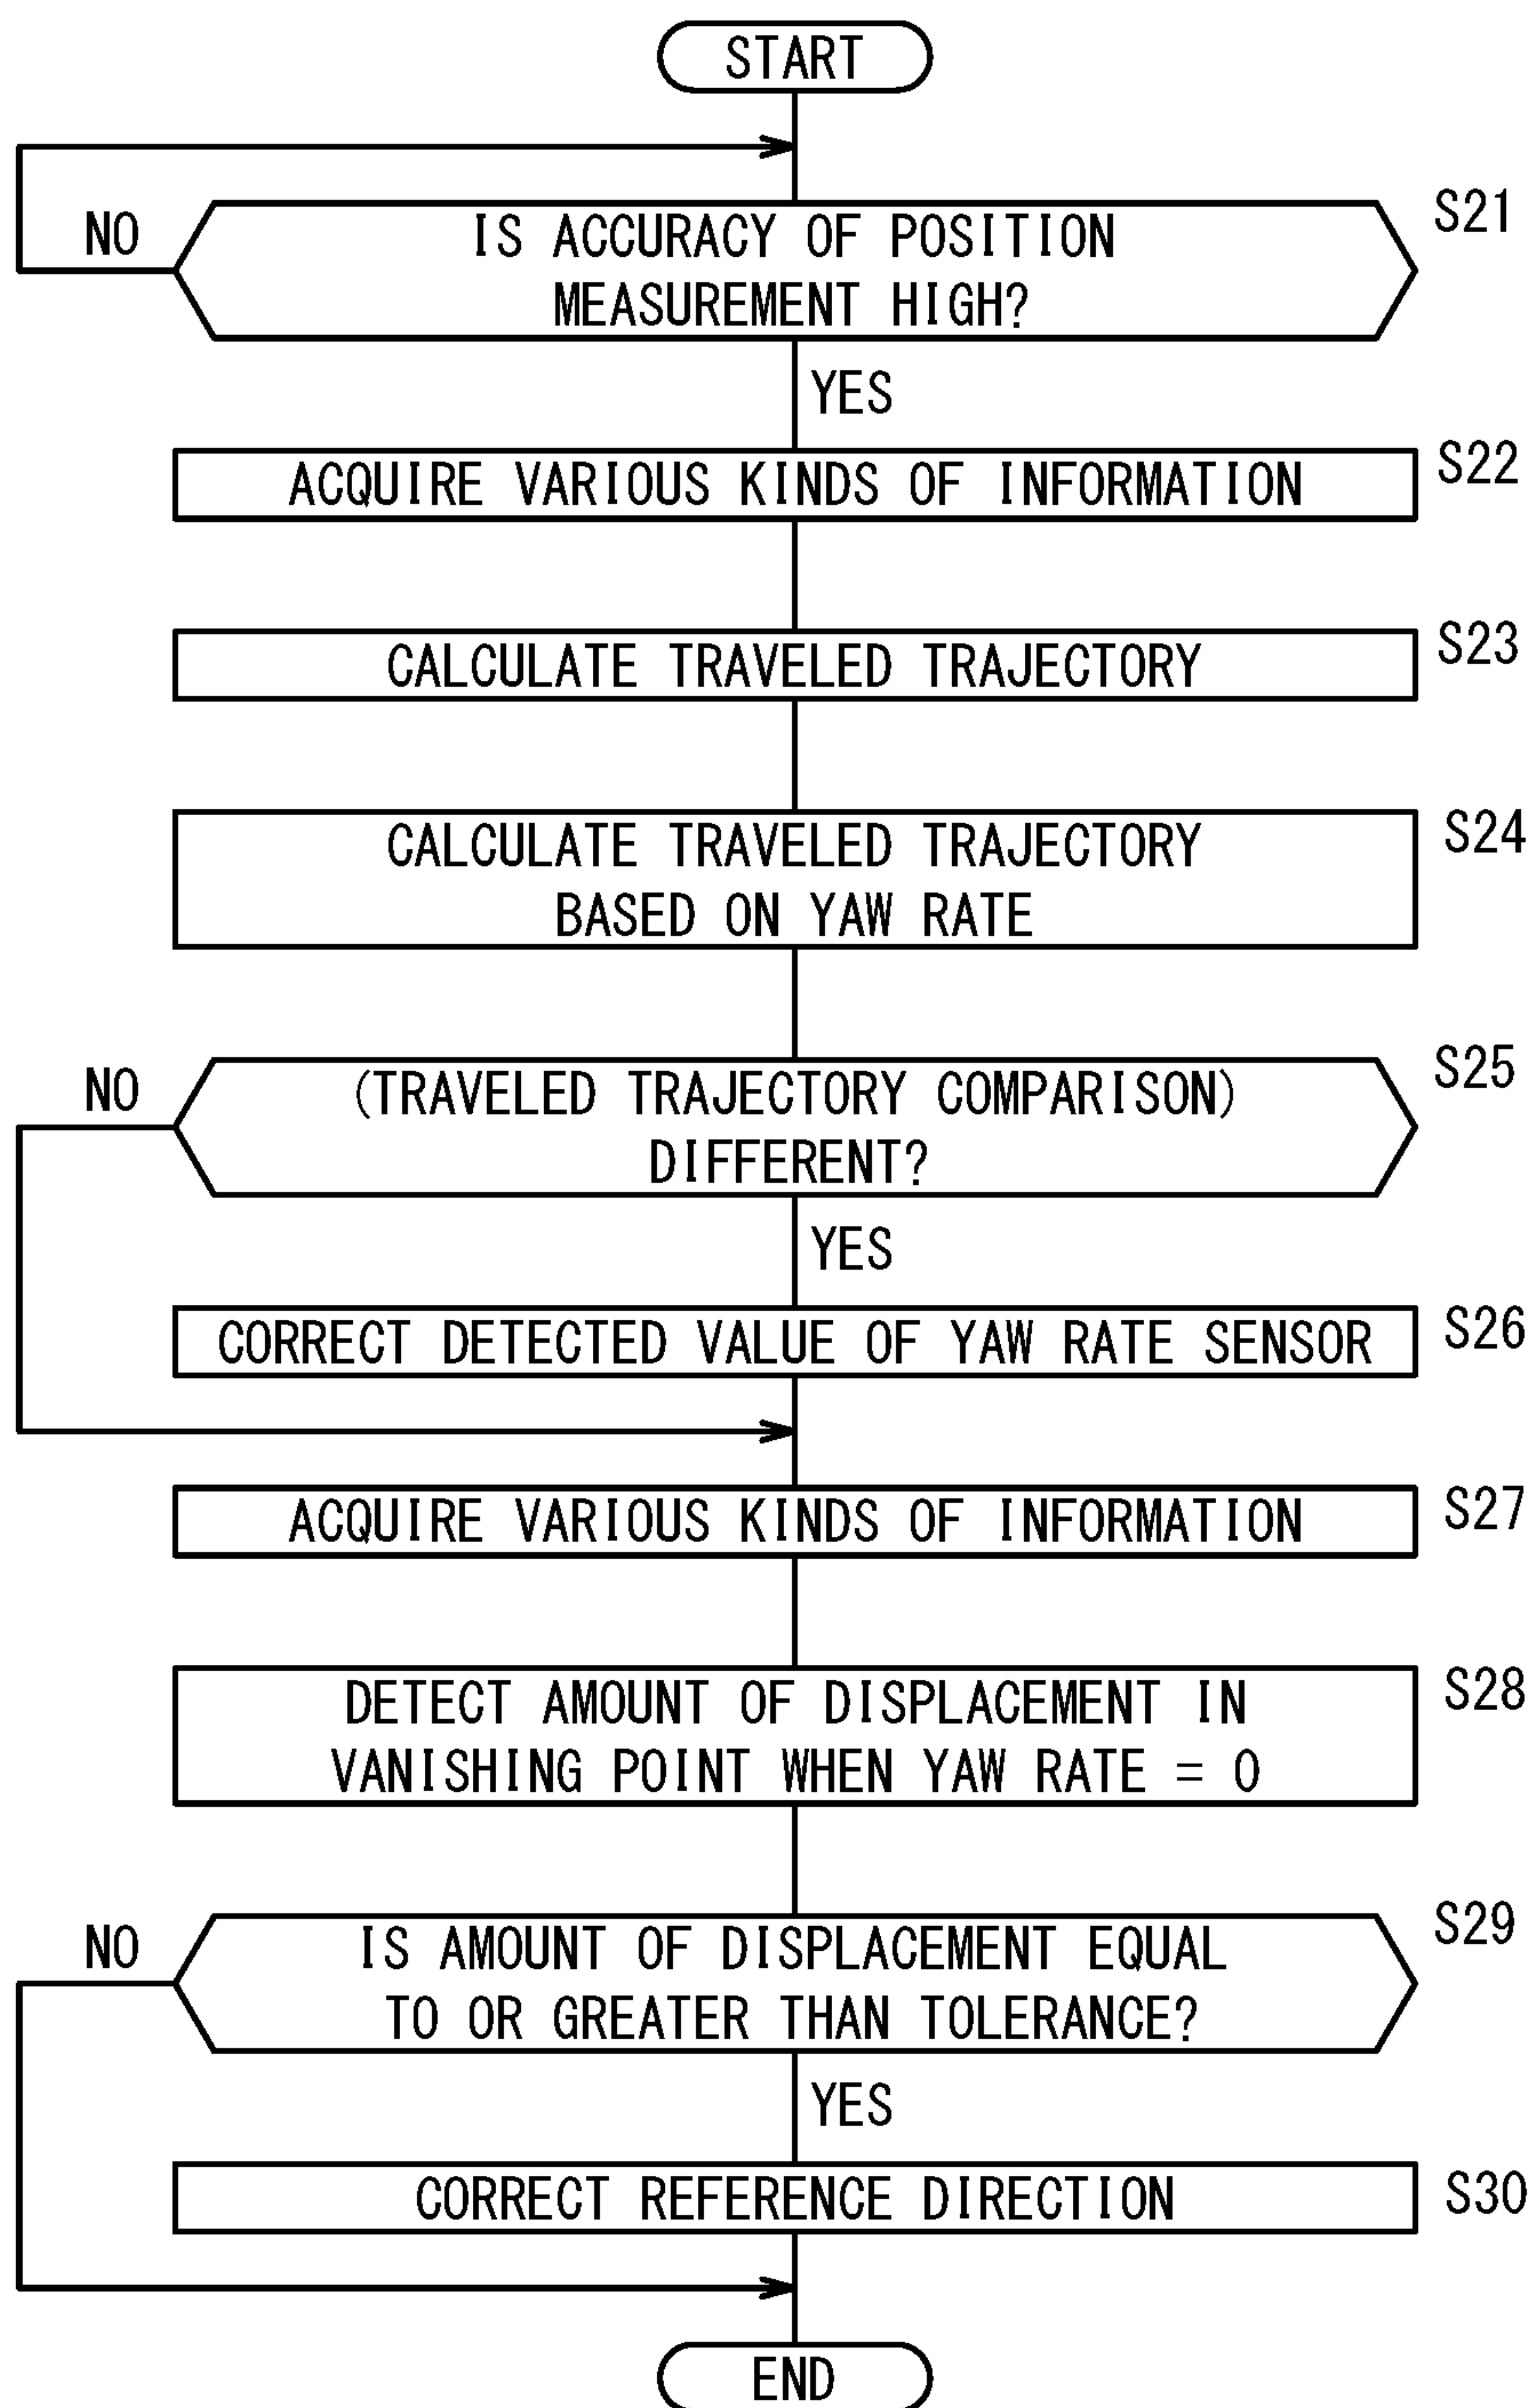 START
NO
IS ACCURACY OF POSITION
MEASUREMENT HIGH?
S21
YES
ACQUIRE VARIOUS KINDS OF INFORMATION
S22
CALCULATE TRAVELED TRAJECTORY
S23
CALCULATE TRAVELED TRAJECTORY
BASED ON YAW RATE
S24
NO
(TRAVELED TRAJECTORY COMPARISON)
DIFFERENT?
S25
YES
CORRECT DETECTED VALUE OF YAW RATE SENSOR
S26
ACQUIRE VARIOUS KINDS OF INFORMATION
S27
DETECT AMOUNT OF DISPLACEMENT IN
VANISHING POINT WHEN YAW RATE = 0
S28
NO
IS AMOUNT OF DISPLACEMENT EQUAL
TO OR GREATER THAN TOLERANCE?
S29
YES
CORRECT REFERENCE DIRECTION
S30
END